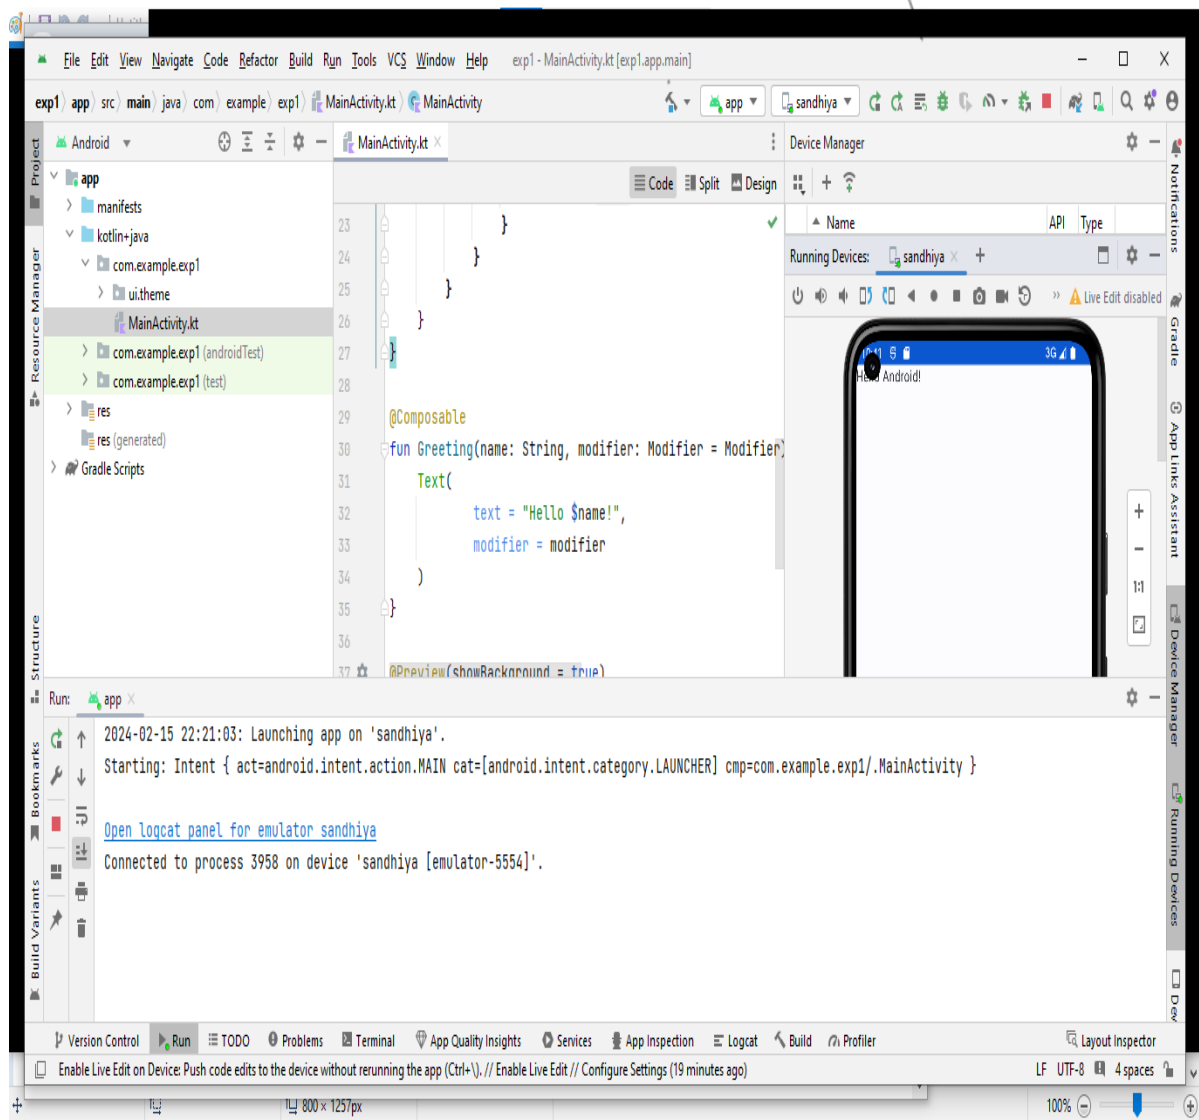 File Edit View Navigate Code Refactor Build Run Tools VCS Window Help exp1 - MainActivity.kt [exp1.app.main]
exp1 app src main java com example exp1 MainActivity.kt MainActivity app sandhiya
Project
Android
MainActivity.kt
Device Manager
Notifications
app
Code Split Design
manifests
kotlin+java
com.example.exp1
ui.theme
MainActivity.kt
com.example.exp1 (androidTest)
com.example.exp1 (test)
res
res (generated)
Gradle Scripts
Resource Manager
23 }
24 }
25 }
26 }
27 }
28
29 @Composable
30 fun Greeting(name: String, modifier: Modifier = Modifier)
31 Text(
32 text = "Hello $name!",
33 modifier = modifier
34 )
35 }
36
37 @Preview(showBackground = true)
Name API Type
Running Devices: sandhiya
Live Edit disabled
3G
Android!
1:1
Gradle
App Links Assistant
Device Manager
Running Devices
Structure
Bookmarks
Build Variants
Run: app
2024-02-15 22:21:03: Launching app on 'sandhiya'.
Starting: Intent { act=android.intent.action.MAIN cat=[android.intent.category.LAUNCHER] cmp=com.example.exp1/.MainActivity }
Open logcat panel for emulator sandhiya
Connected to process 3958 on device 'sandhiya [emulator-5554]'.
Version Control Run TODO Problems Terminal App Quality Insights Services App Inspection Logcat Build Profiler Layout Inspector
Enable Live Edit on Device: Push code edits to the device without rerunning the app (Ctrl+\). // Enable Live Edit // Configure Settings (19 minutes ago) LF UTF-8 4 spaces
800 × 1257px 100%